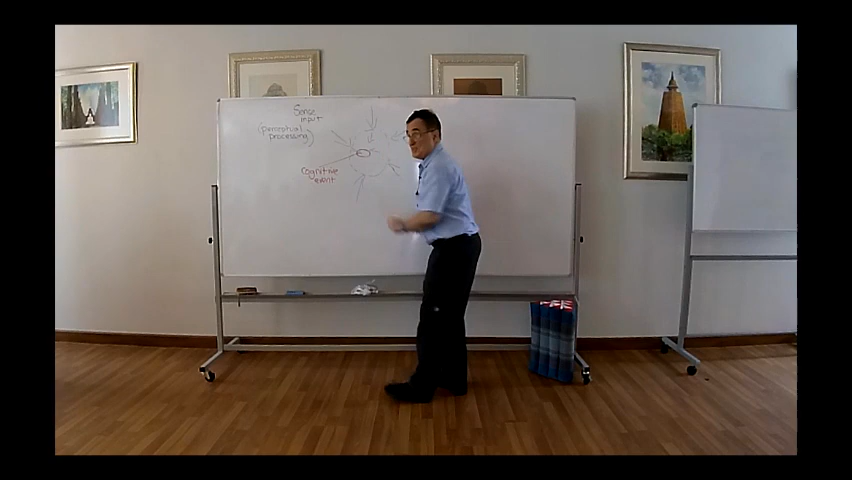 Sense
input
(perceptual
processing)
cognitive
event